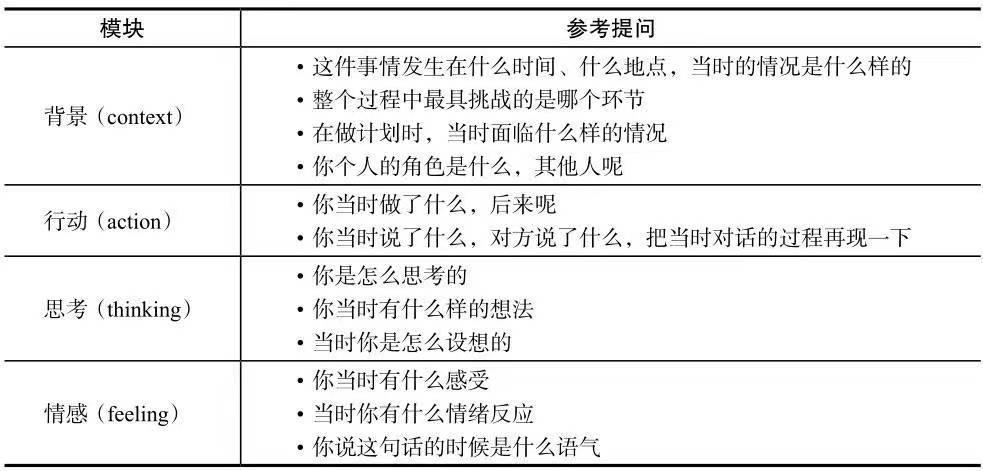 模块 参考提问
背景（context）
• 这件事情发生在什么时间、什么地点，当时的情况是什么样的
• 整个过程中最具挑战的是哪个环节
• 在做计划时，当时面临什么样的情况
• 你个人的角色是什么，其他人呢
行动（action）
• 你当时做了什么，后来呢
• 你当时说了什么，对方说了什么，把当时对话的过程再现一下
思考（thinking）
• 你是怎么思考的
• 你当时有什么样的想法
• 当时你是怎么设想的
情感（feeling）
• 你当时有什么感受
• 当时你有什么情绪反应
• 你说这句话的时候是什么语气